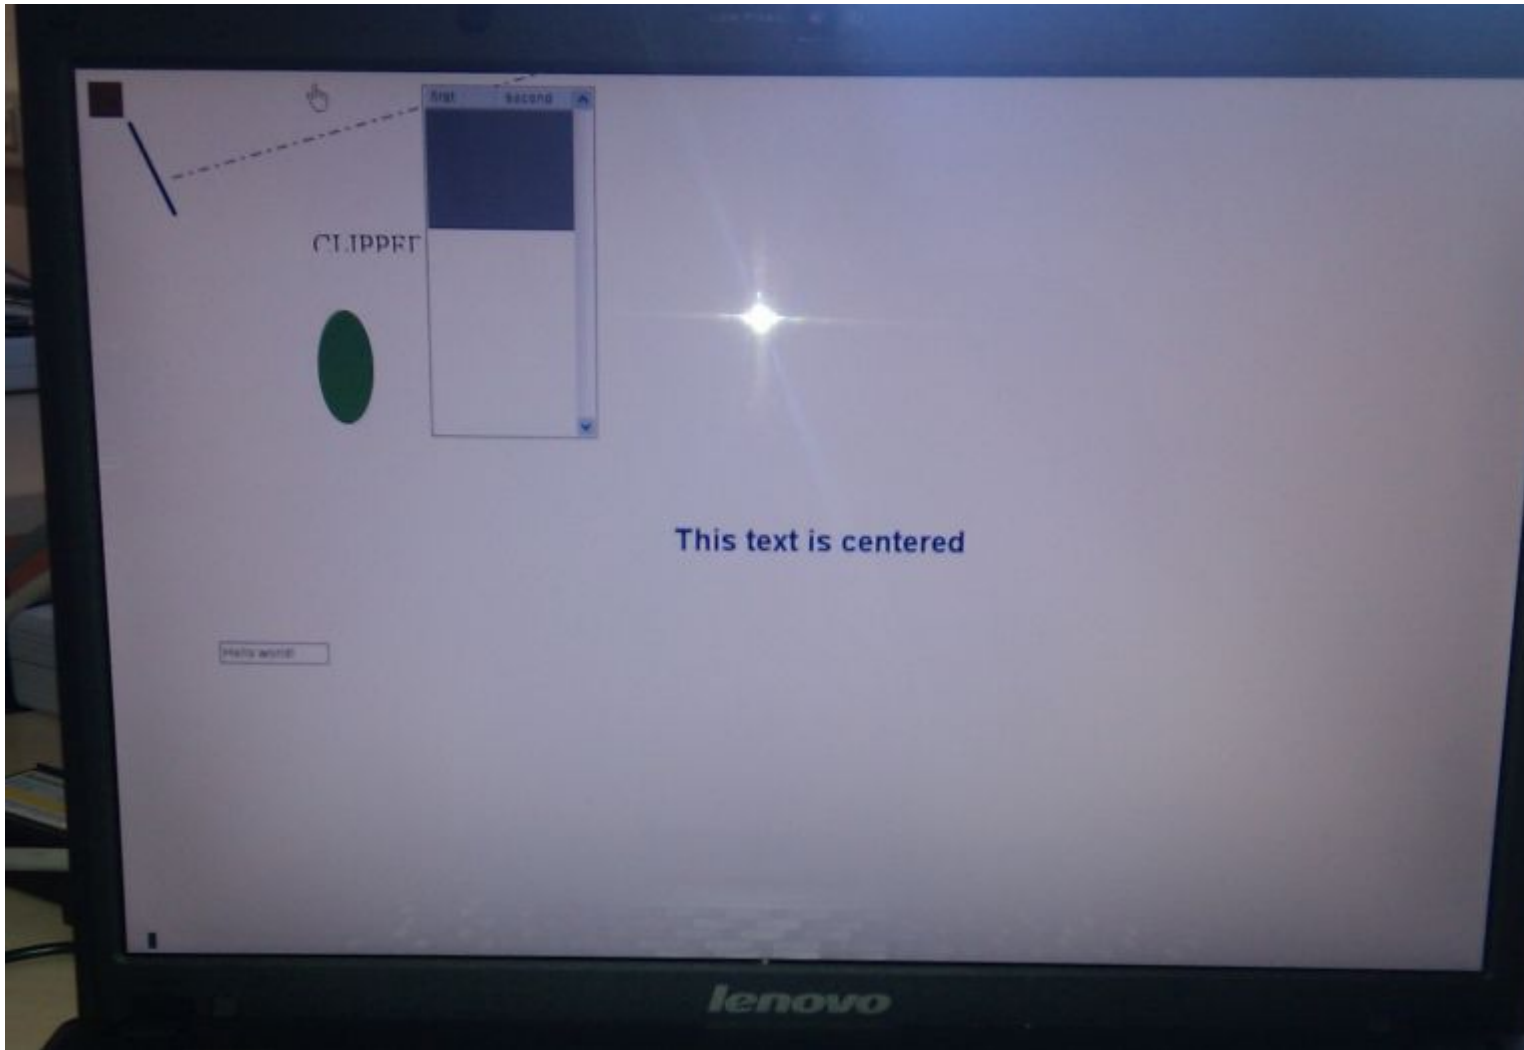 first second
CLIPPED
This text is centered
Hello world!
lenovo